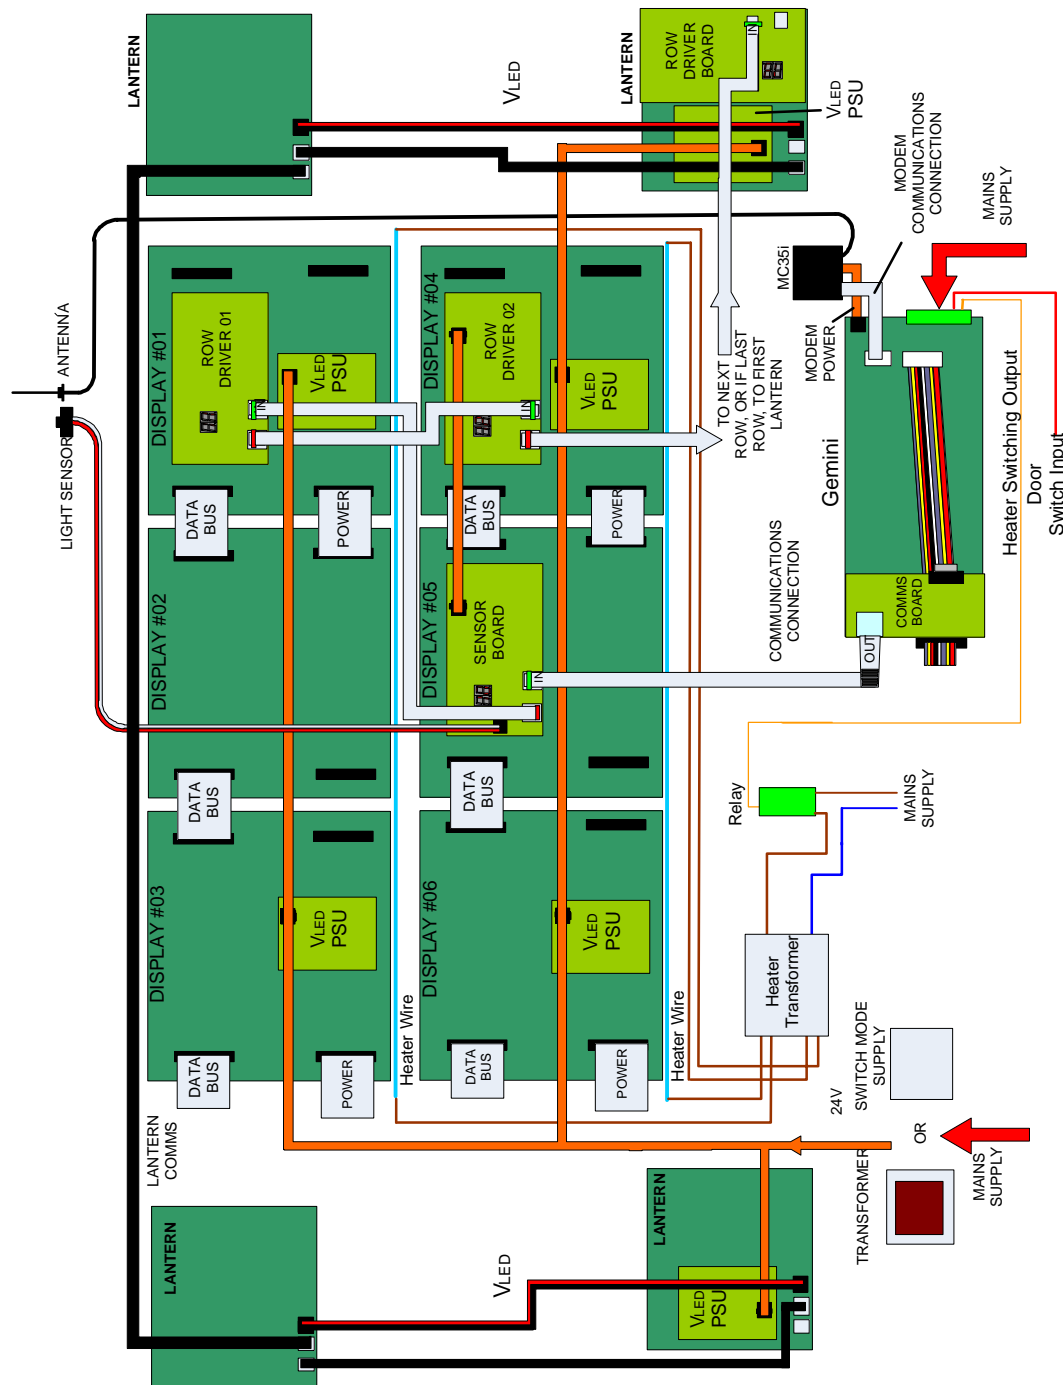 LANTERN
VLED
LANTERN
ROW
DRIVER
BOARD
IN
VLED
PSU
MODEM
COMMUNICATIONS
CONNECTION
MAINS
SUPPLY
MC35i
MODEM
POWER
ANTENNÍA
LIGHT SENSOR
DISPLAY #01
ROW
DRIVER 01
IN
VLED
PSU
DATA
BUS
POWER
DISPLAY #04
ROW
DRIVER 02
IN
VLED
PSU
DATA
BUS
POWER
TO NEXT
ROW, OR IF LAST
ROW, TO FIRST
LANTERN
Gemini
COMMS
BOARD
OUT
Heater Switching Output
Door
Switch Input
DISPLAY #02
DATA
BUS
DISPLAY #05
SENSOR
BOARD
IN
DATA
BUS
COMMUNICATIONS
CONNECTION
Relay
MAINS
SUPPLY
DISPLAY #03
VLED
PSU
DATA
BUS
POWER
Heater Wire
DISPLAY #06
VLED
PSU
DATA
BUS
POWER
Heater Wire
Heater
Transformer
24V
SWITCH MODE
SUPPLY
OR
TRANSFORMER
MAINS
SUPPLY
LANTERN
COMMS
LANTERN
VLED
LANTERN
VLED
PSU